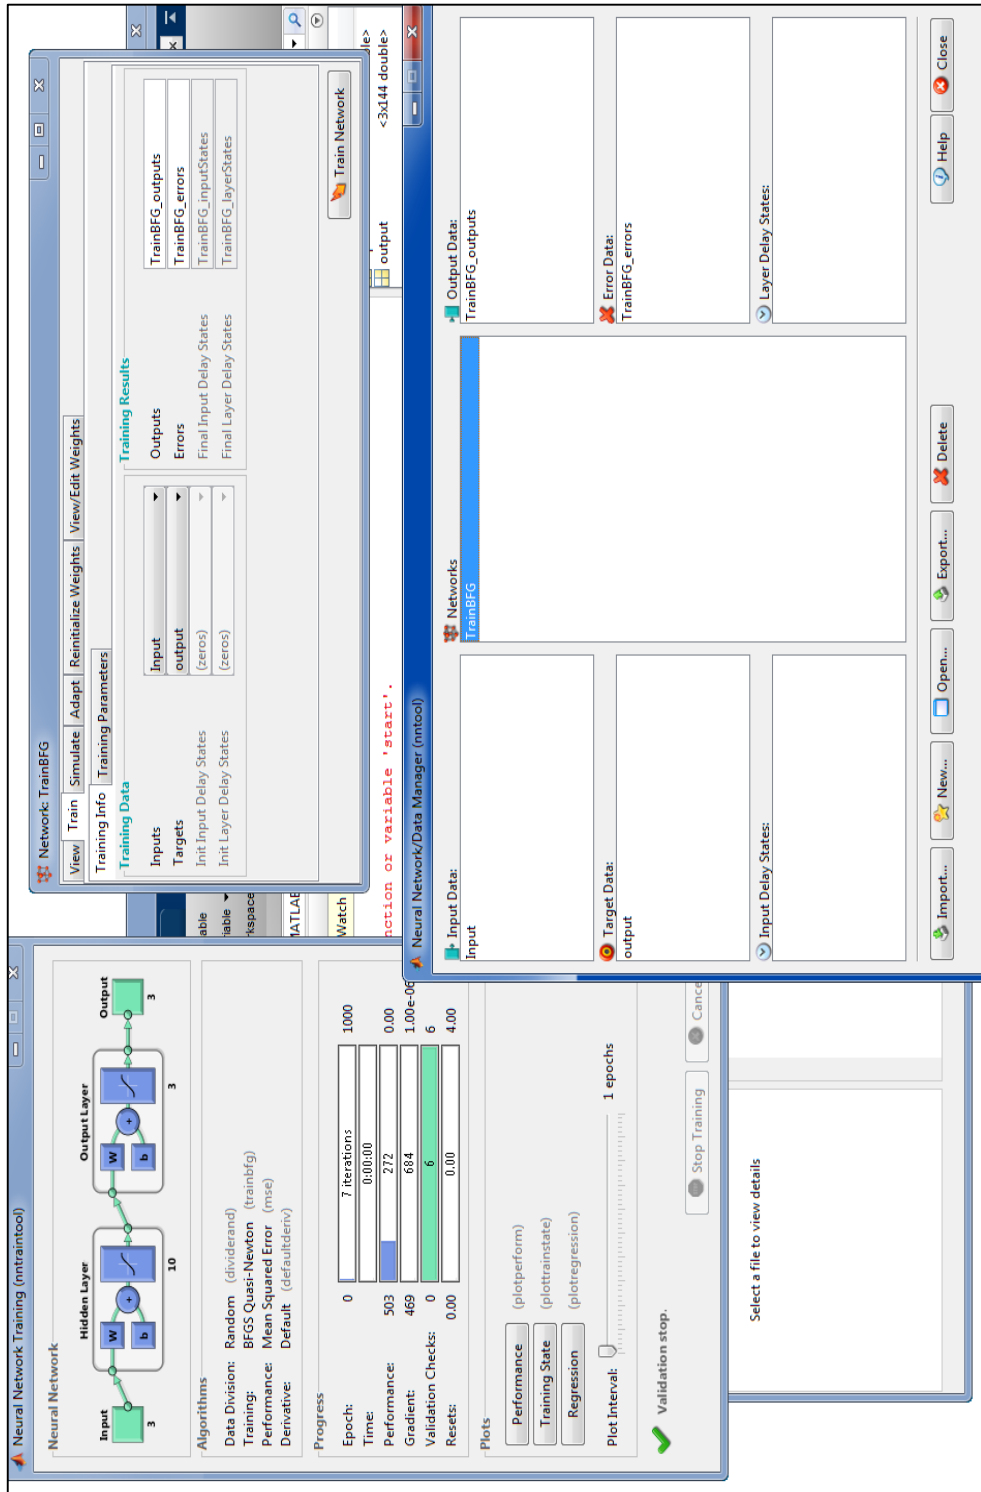 Neural Network Training (nntraintool)
Neural Network
Hidden Layer
Output Layer
Input
Output
W
b
+
W
b
+
3
10
3
3
Algorithms
Data Division: Random (dividerand)
Training: BFGS Quasi-Newton (trainbfg)
Performance: Mean Squared Error (mse)
Derivative: Default (defaultderiv)
Progress
Epoch: 0 7 iterations 1000
Time: 0:00:00
Performance: 503 272 0.00
Gradient: 469 684 1.00e-06
Validation Checks: 0 6 6
Resets: 0.00 0.00 4.00
Plots
Performance (plotperform)
Training State (plottrainstate)
Regression (plotregression)
Plot Interval: 1 epochs
Validation stop.
Stop Training
Cance
Select a file to view details
able
riable
rkspace
MATLAB
Watch
nction or variable 'start'.
Network: TrainBFG
View Train Simulate Adapt Reinitialize Weights View/Edit Weights
Training Info Training Parameters
Training Data
Inputs Input
Targets output
Init Input Delay States (zeros)
Init Layer Delay States (zeros)
Training Results
Outputs TrainBFG_outputs
Errors TrainBFG_errors
Final Input Delay States TrainBFG_inputStates
Final Layer Delay States TrainBFG_layerStates
Train Network
le>
output <3x144 double>
Neural Network/Data Manager (nntool)
Input Data:
Input
Networks
TrainBFG
Output Data:
TrainBFG_outputs
Target Data:
output
Error Data:
TrainBFG_errors
Input Delay States:
Layer Delay States:
Import... New... Open... Export... Delete Help Close